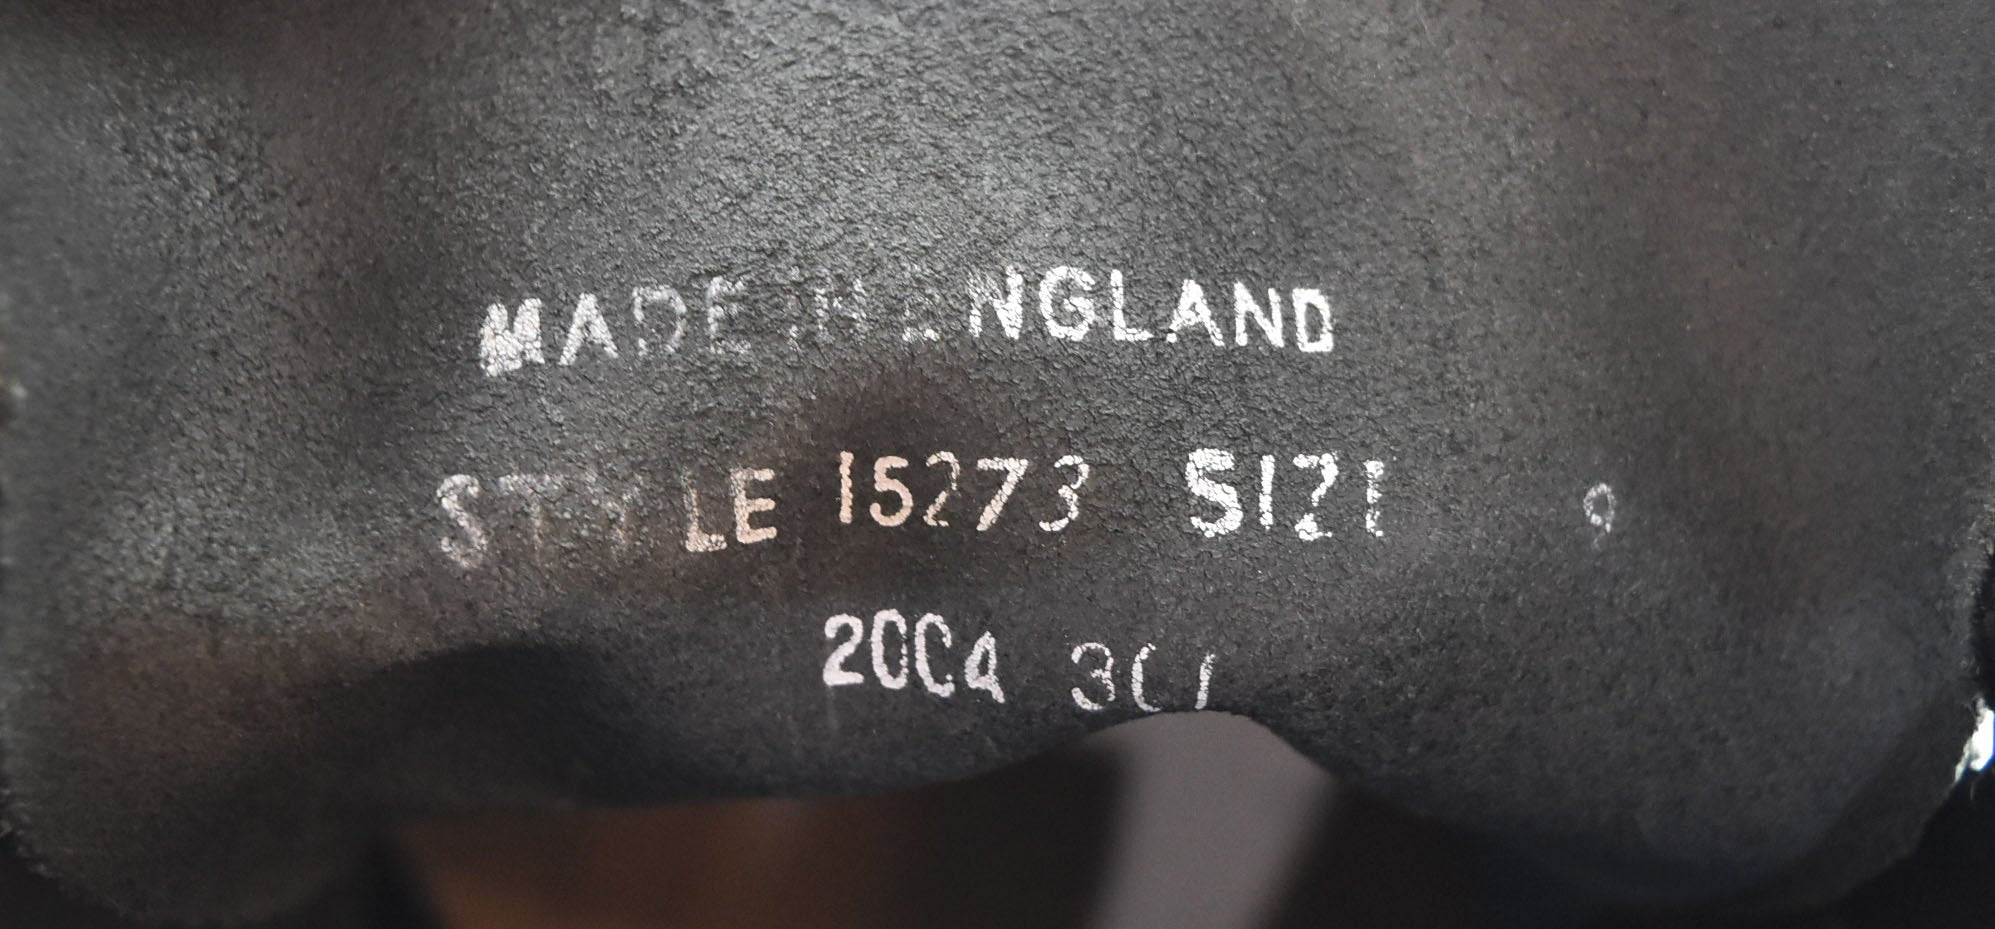 MADE IN ENGLAND
STYLE 15273 SIZE 9
2004